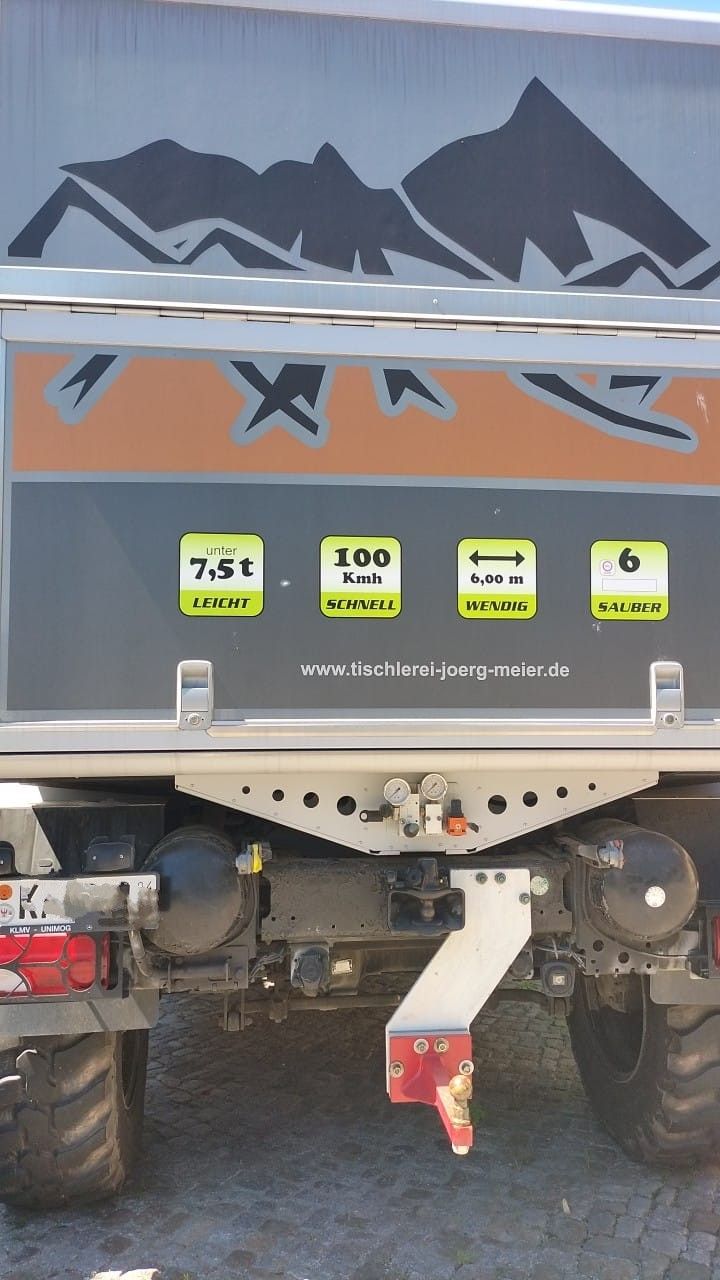 unter
7,5 t
LEICHT
100
Kmh
SCHNELL
6,00 m
WENDIG
6
SAUBER
www.tischlerei-joerg-meier.de
KLMV - UNIMOG